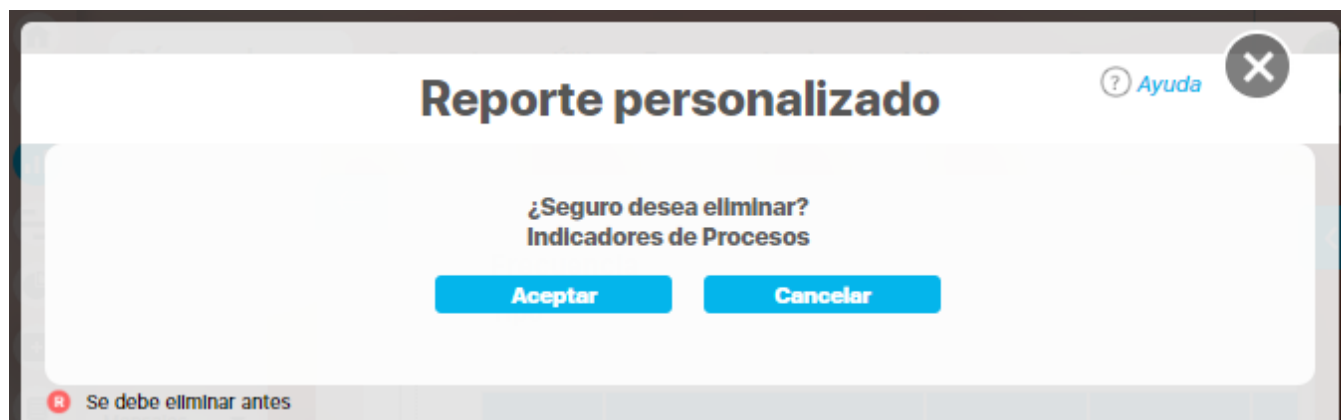 Reporte personalizado
? Ayuda
¿Seguro desea eliminar?
Indicadores de Procesos
Aceptar
Cancelar
R Se debe eliminar antes